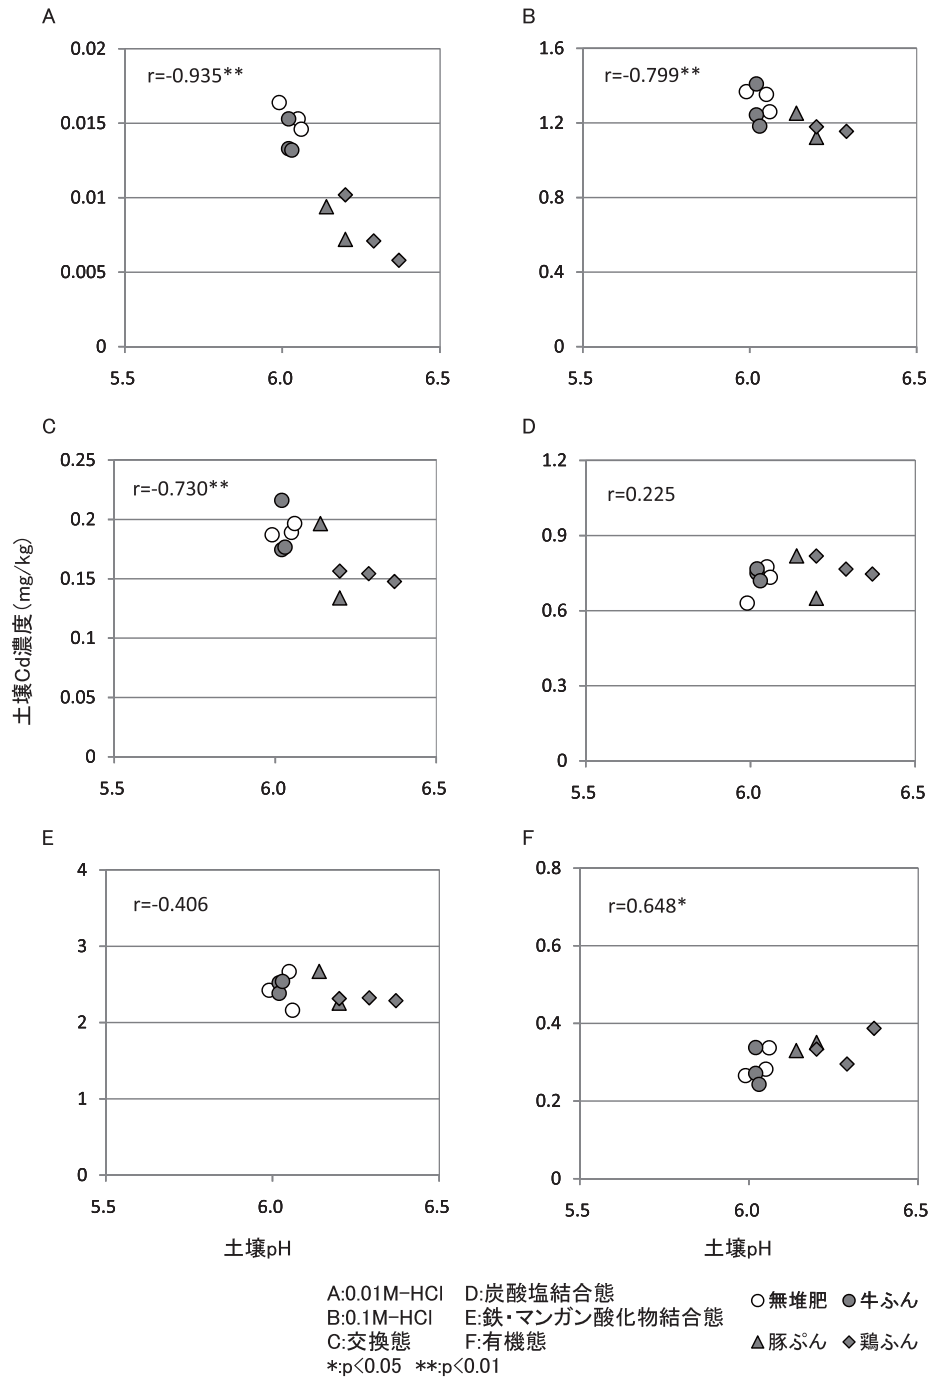 A
0.02
0.015
0.01
0.005
0
r=-0.935**
5.5 6.0 6.5
B
1.6
1.2
0.8
0.4
0
r=-0.799**
5.5 6.0 6.5
C
0.25
0.2
0.15
0.1
0.05
0
r=-0.730**
5.5 6.0 6.5
D
1.2
0.9
0.6
0.3
0
r=0.225
5.5 6.0 6.5
土壌Cd濃度(mg/kg)
E
4
3
2
1
0
r=-0.406
5.5 6.0 6.5
土壌pH
F
0.8
0.6
0.4
0.2
0
r=0.648*
5.5 6.0 6.5
土壌pH
A:0.01M-HCl D:炭酸塩結合態
B:0.1M-HCl E:鉄・マンガン酸化物結合態
C:交換態 F:有機態
*:p<0.05 **:p<0.01
無堆肥 牛ふん
豚ぷん 鶏ふん